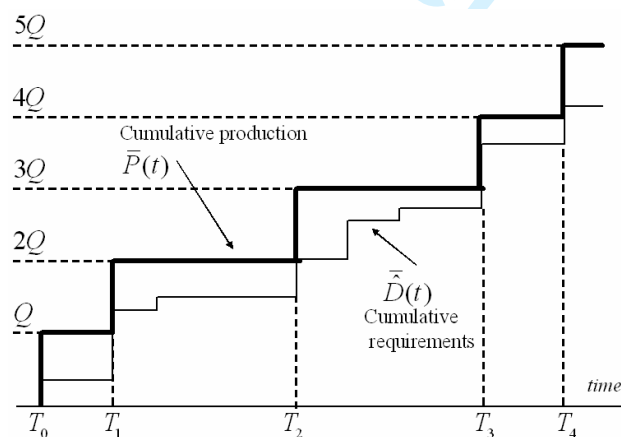 5Q
4Q
Cumulative production
P̅(t)
3Q
2Q
D̂̅(t)
Cumulative
requirements
Q
time
T₀ T₁ T₂ T₃ T₄